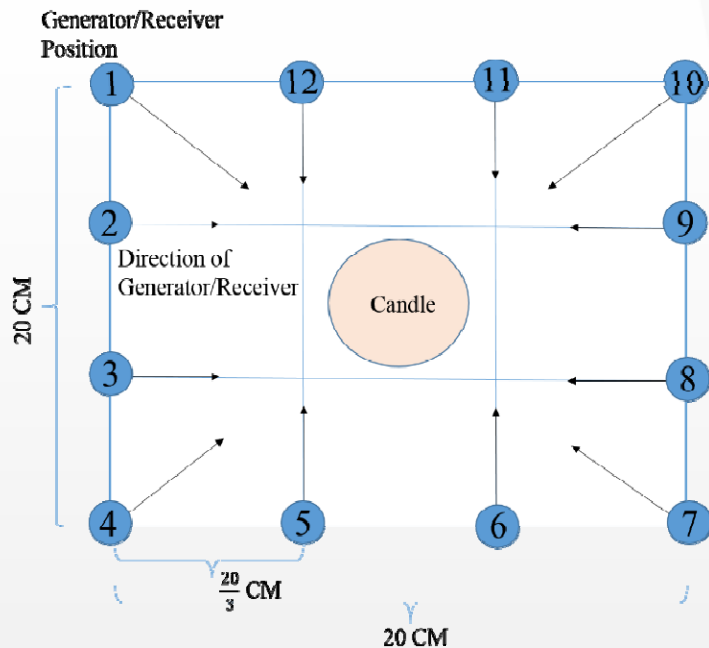 Generator/Receiver
Position
1
12
11
10
2
9
Direction of
Generator/Receiver
Candle
20 CM
3
8
4
5
6
7
20/3 CM
20 CM